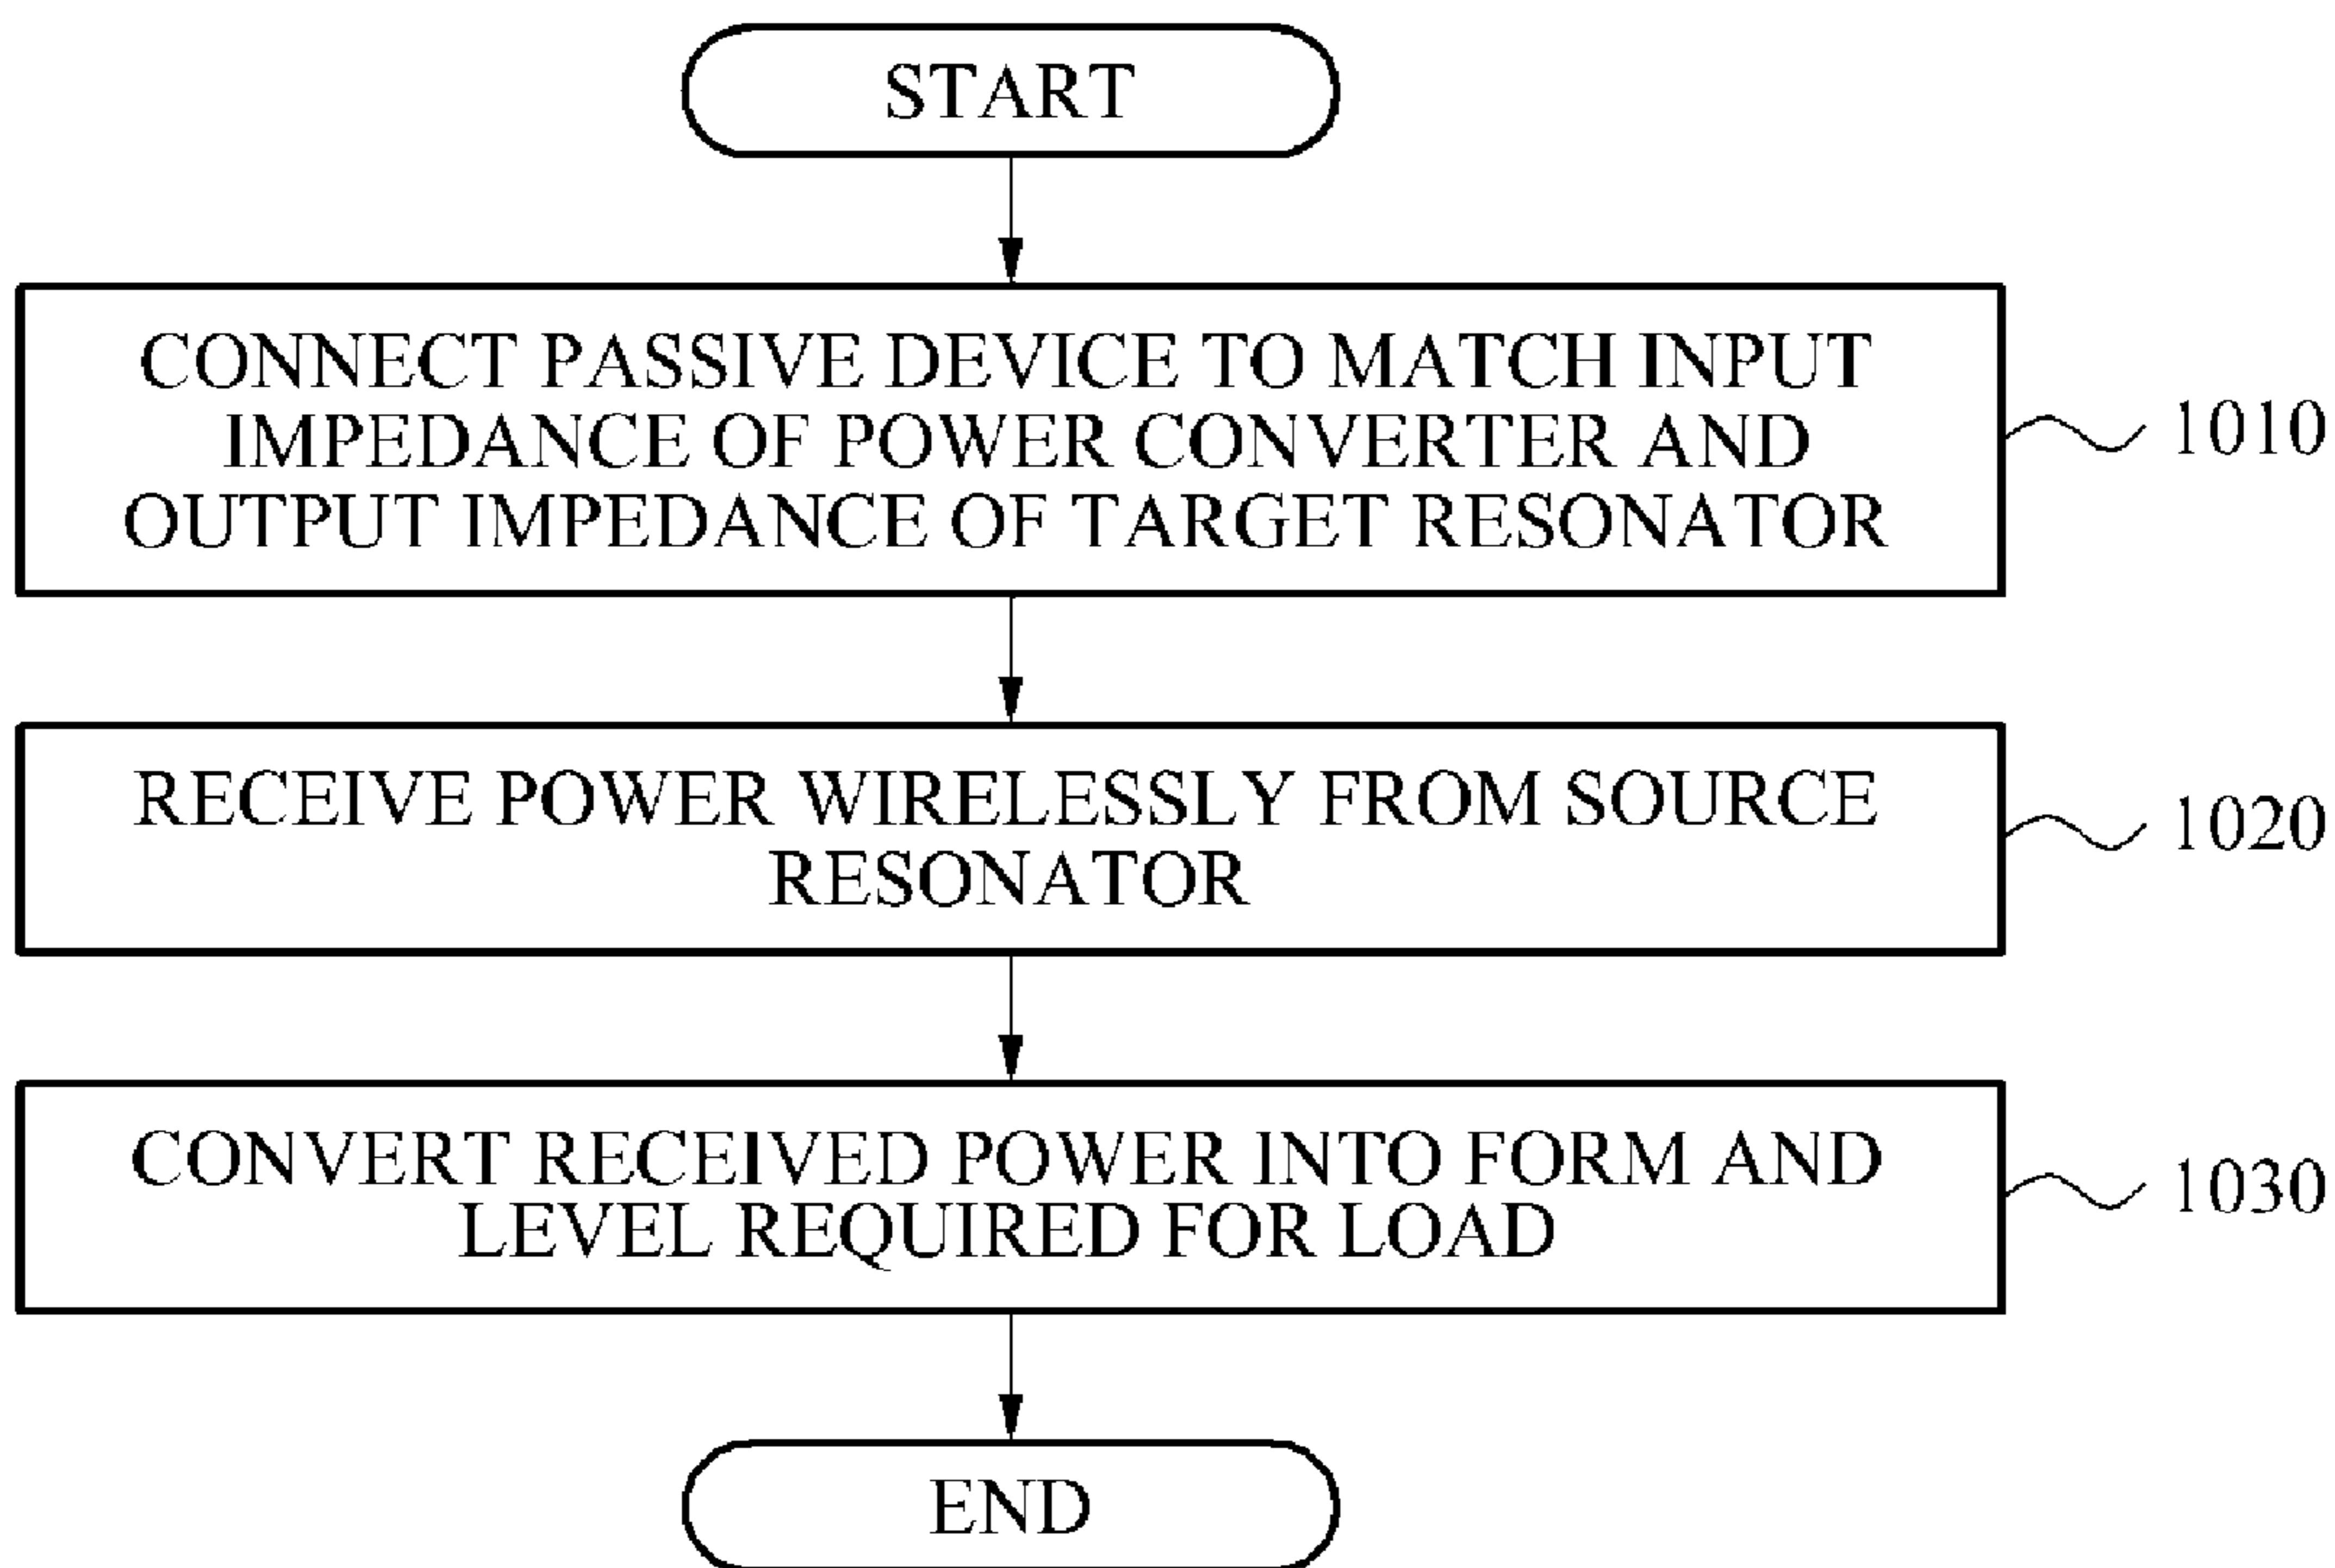 START
CONNECT PASSIVE DEVICE TO MATCH INPUT
IMPEDANCE OF POWER CONVERTER AND
OUTPUT IMPEDANCE OF TARGET RESONATOR
1010
RECEIVE POWER WIRELESSLY FROM SOURCE
RESONATOR
1020
CONVERT RECEIVED POWER INTO FORM AND
LEVEL REQUIRED FOR LOAD
1030
END